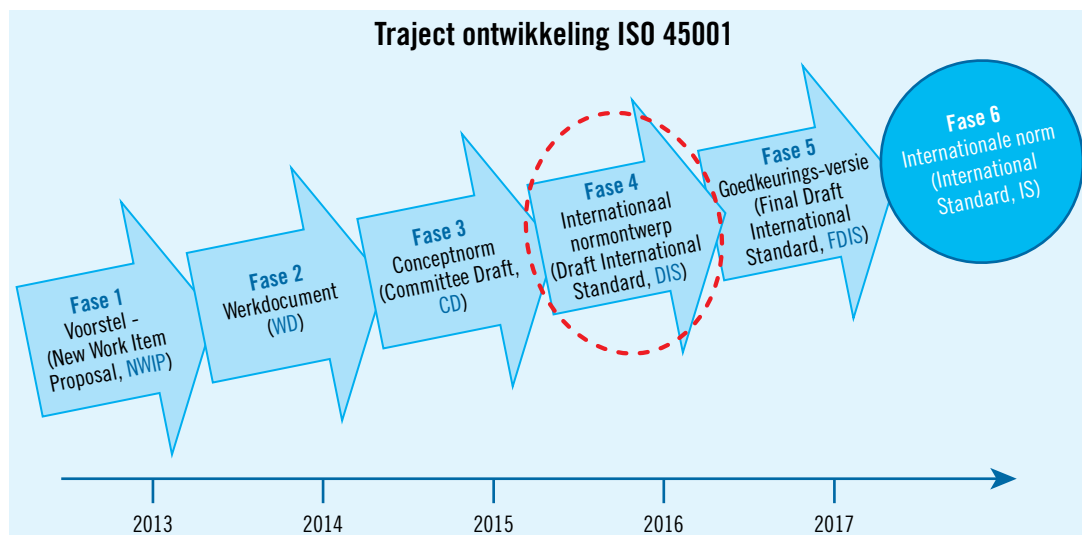 Traject ontwikkeling ISO 45001
Fase 1
Voorstel -
(New Work Item
Proposal, NWIP)
Fase 2
Werkdocument
(WD)
Fase 3
Conceptnorm
(Committee Draft,
CD)
Fase 4
Internationaal
normontwerp
(Draft International
Standard, DIS)
Fase 5
Goedkeurings-versie
(Final Draft
International
Standard, FDIS)
Fase 6
Internationale norm
(International
Standard, IS)
2013
2014
2015
2016
2017